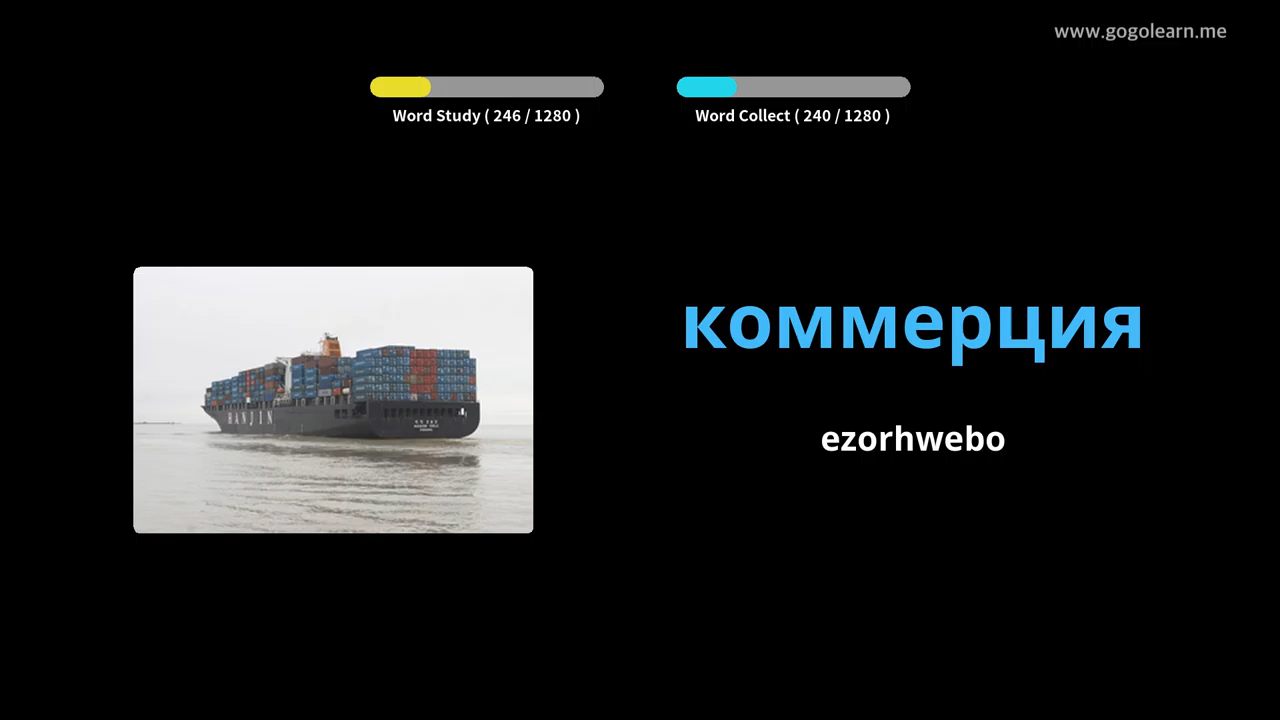 www.gogolearn.me
Word Study ( 246 / 1280 )
Word Collect ( 240 / 1280 )
коммерция
ezorhwebo
HANJIN